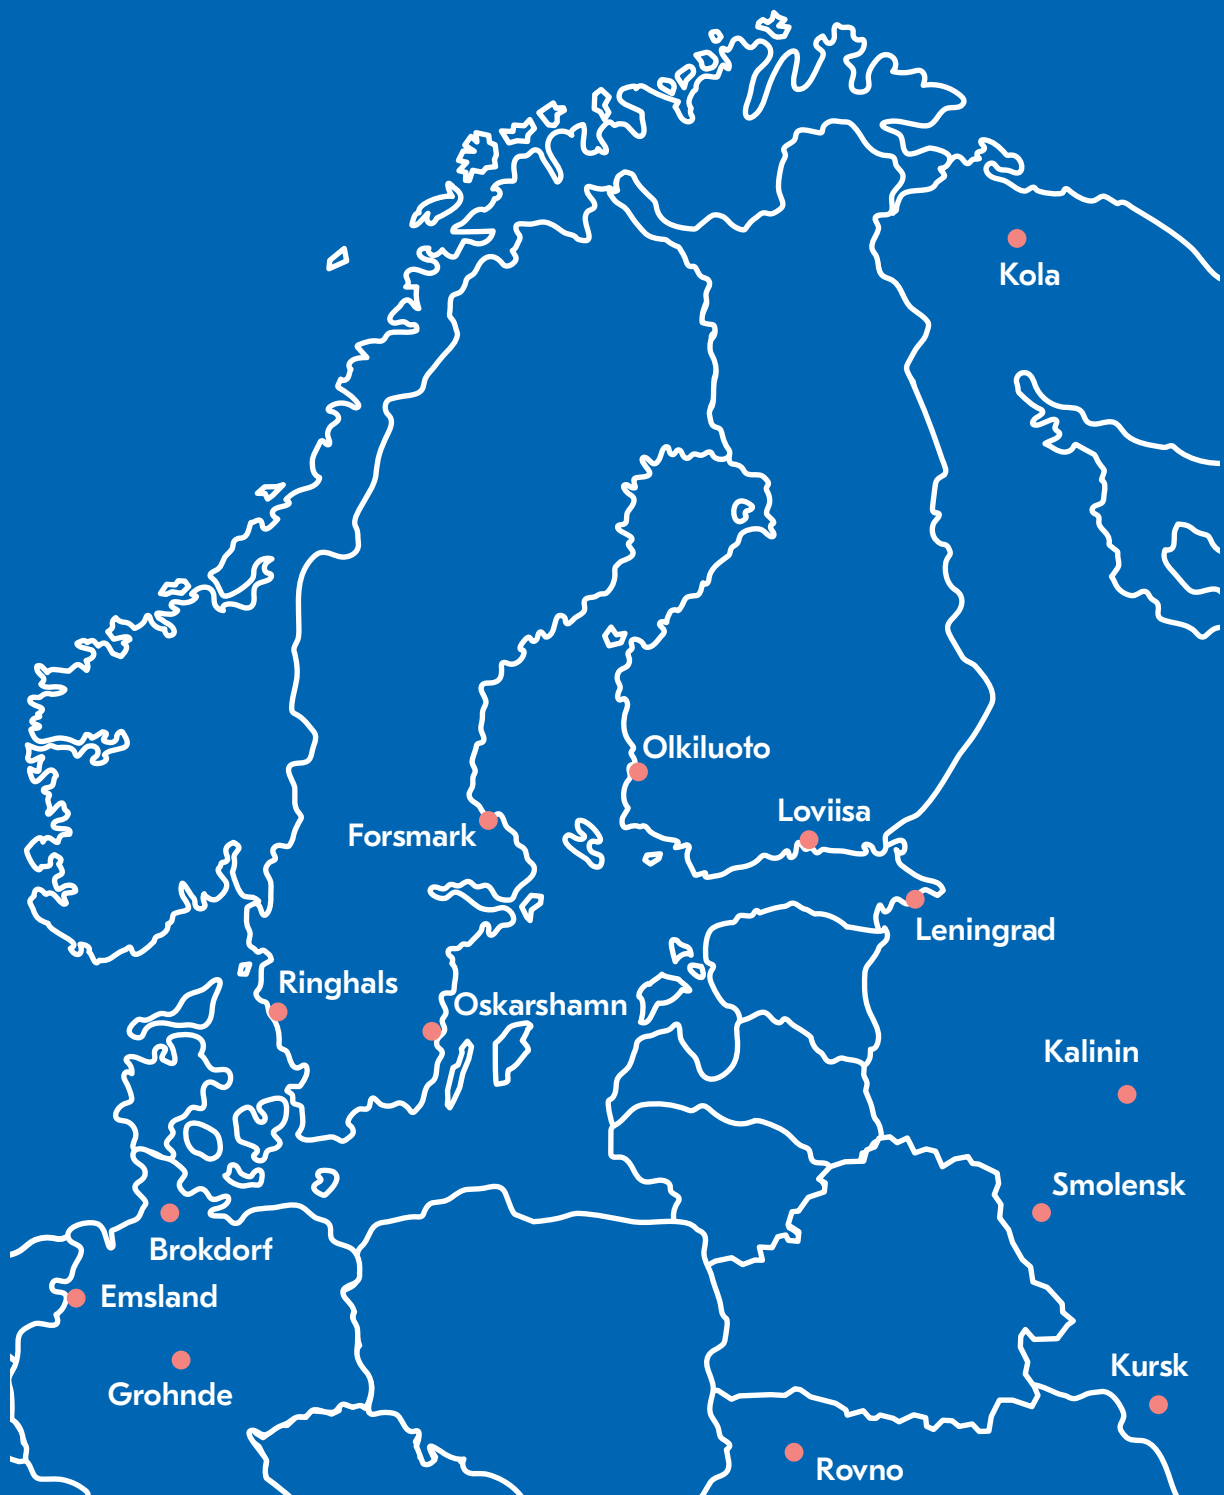 Kola
Olkiluoto
Loviisa
Forsmark
Leningrad
Ringhals
Oskarshamn
Kalinin
Smolensk
Brokdorf
Emsland
Kursk
Grohnde
Rovno